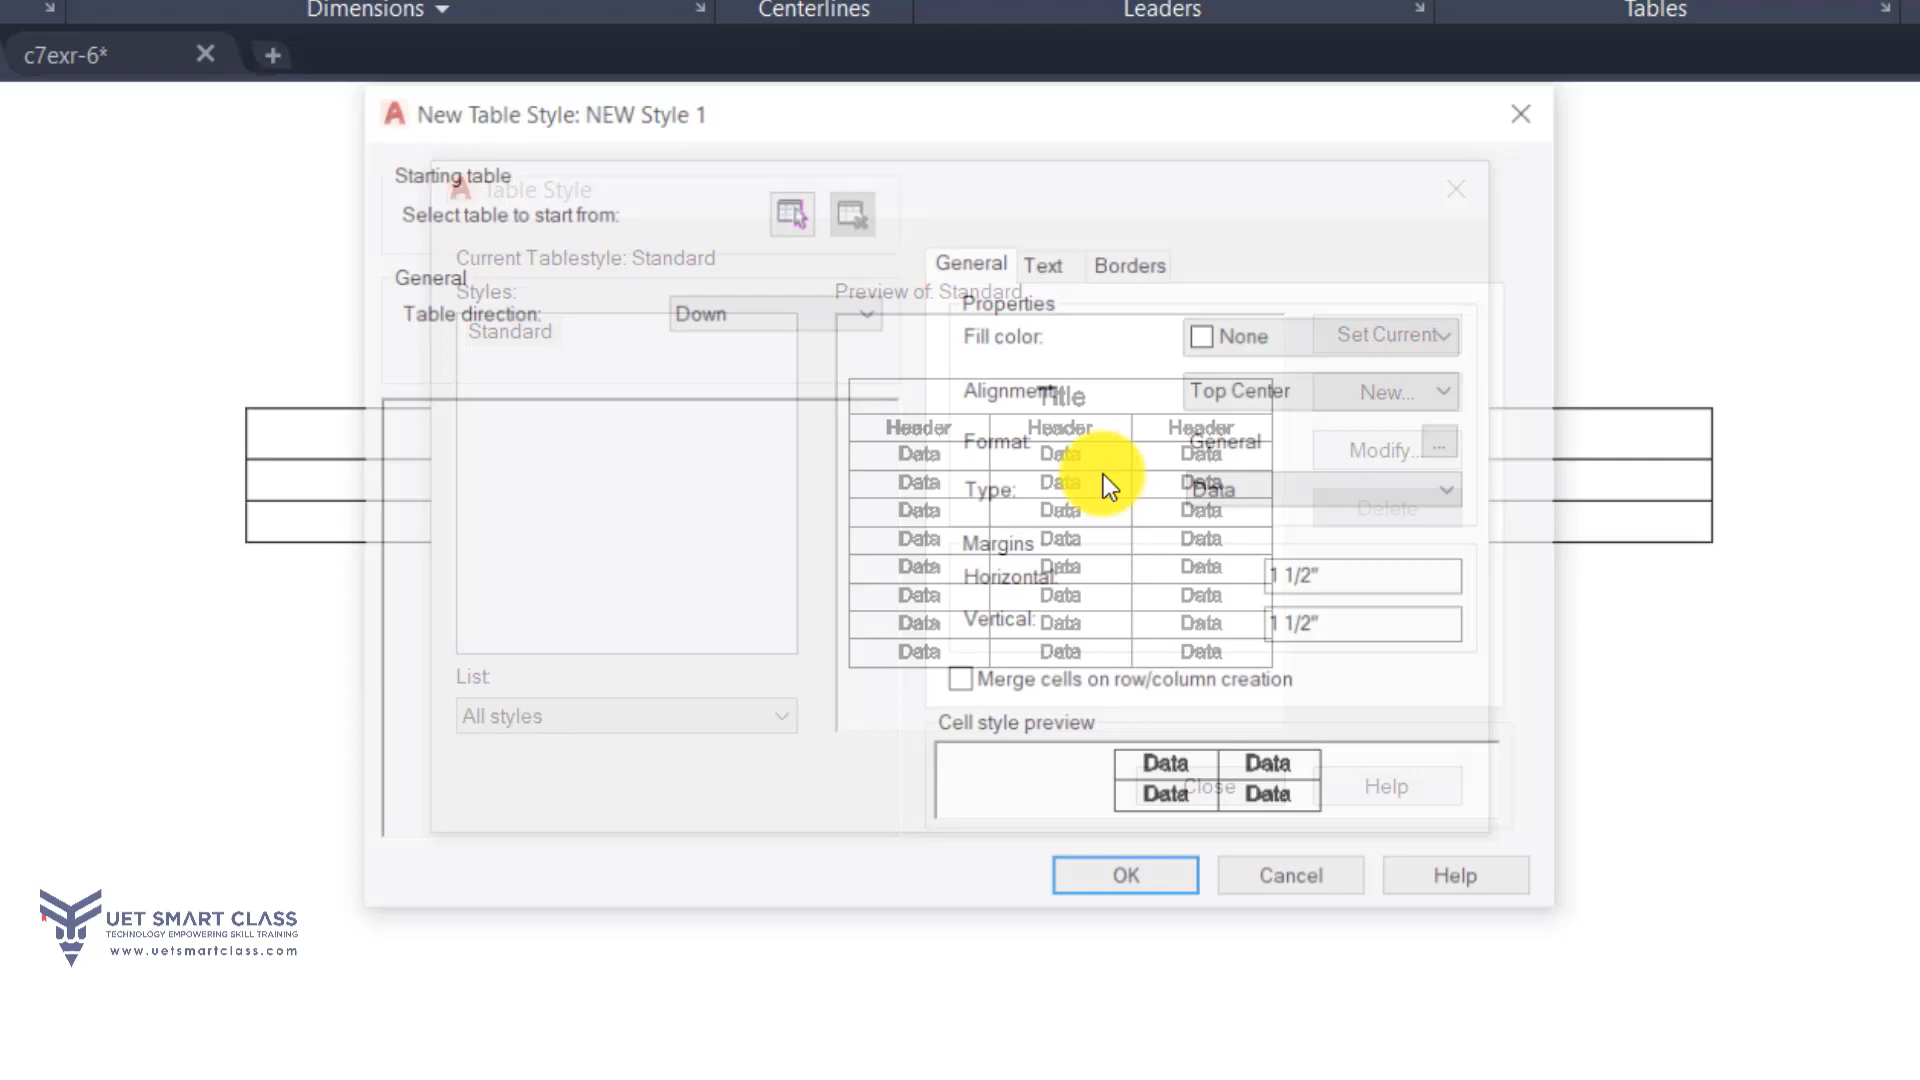 Dimensions
Centerlines
Leaders
Tables
c7exr-6*
New Table Style: NEW Style 1
Starting table
Select table to start from:
Table Style
Current Tablestyle: Standard
General
Table direction:
Down
Styles:
Standard
Preview of: Standard
General
Text
Borders
Properties
Fill color:
None
Set Current
Alignment:
Top Center
New...
Format:
General
Modify...
...
Type:
Data
Delete
Title
Header Header Header
Data Data Data
Data Data Data
Data Data Data
Data Data Data
Data Data Data
Data Data Data
Data Data Data
Data Data Data
Margins
Horizontal:
1 1/2"
Vertical:
1 1/2"
List:
All styles
Merge cells on row/column creation
Cell style preview
Data Data
Data Data
Close
Help
OK
Cancel
Help
UET SMART CLASS
TECHNOLOGY EMPOWERING SKILL TRAINING
www.uetsmartclass.com